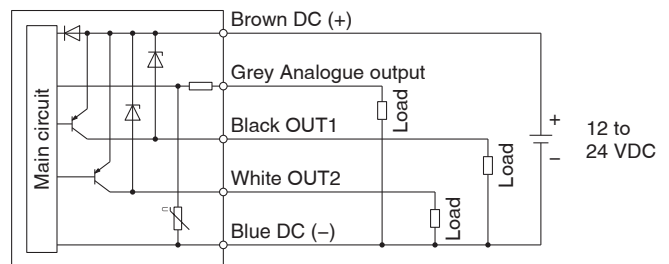 Brown DC (+)
Grey Analogue output
Main circuit
Load
+
12 to
24 VDC
−
Black OUT1
Load
White OUT2
Load
Blue DC (−)